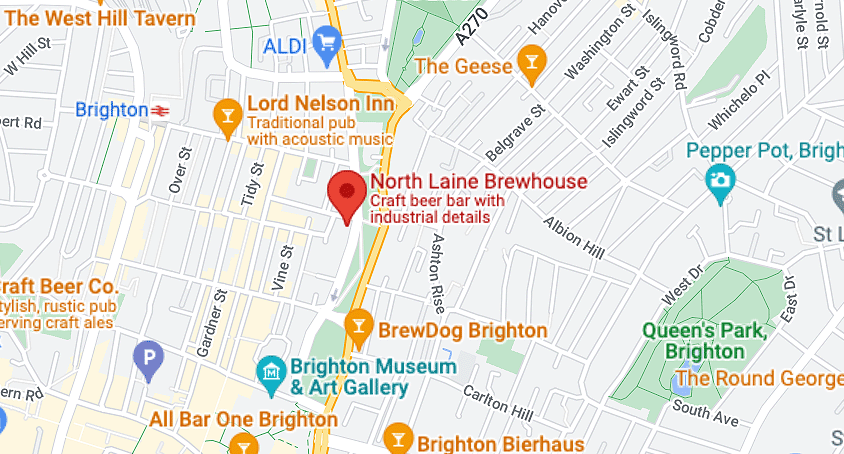 The West Hill Tavern
W Hill St
ALDI
A270
Hanov
Washington St
Islingword Rd
Cobden
Carlyle St
rnold St
The Geese
Ewart St
Islingword St
Whichelo Pl
Brighton
Lord Nelson Inn
Traditional pub
with acoustic music
ert Rd
Over St
Tidy St
Belgrave St
Pepper Pot, Brigh
North Laine Brewhouse
Craft beer bar with
industrial details
Albion Hill
St L
Ashton Rise
Vine St
West Dr
East Dr
Craft Beer Co.
tylish, rustic pub
erving craft ales
Gardner St
BrewDog Brighton
Queen's Park,
Brighton
P
Brighton Museum
& Art Gallery
The Round George
ern Rd
Carlton Hill
South Ave
All Bar One Brighton
Brighton Bierhaus
S